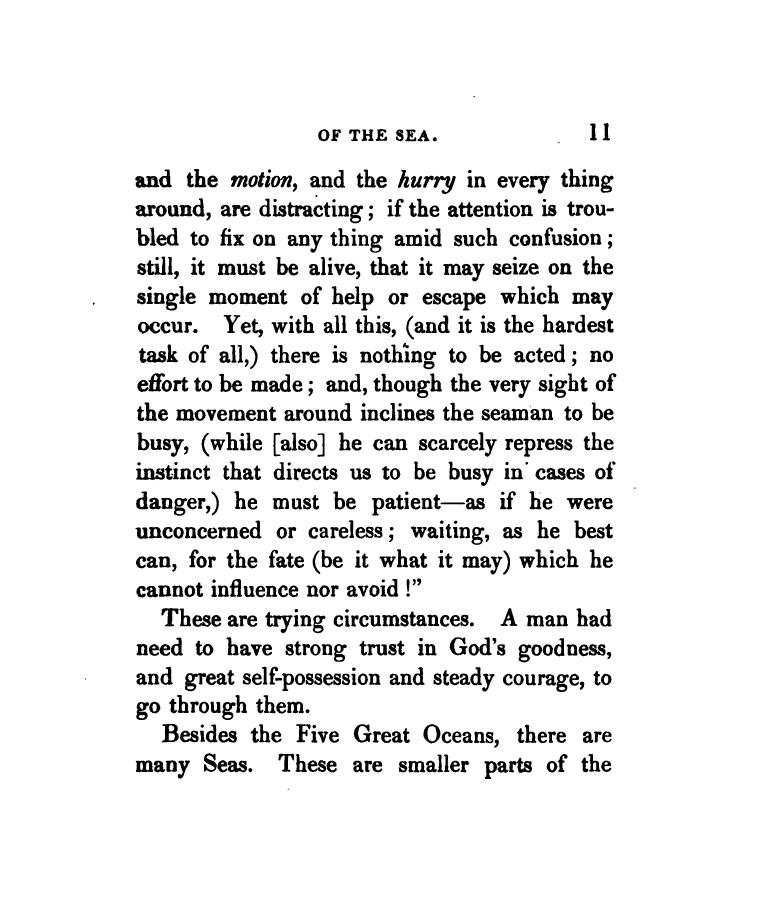 OF THE SEA. 11
and the motion, and the hurry in every thing
around, are distracting; if the attention is trou-
bled to fix on any thing amid such confusion;
still, it must be alive, that it may seize on the
single moment of help or escape which may
occur. Yet, with all this, (and it is the hardest
task of all,) there is nothing to be acted; no
effort to be made; and, though the very sight of
the movement around inclines the seaman to be
busy, (while [also] he can scarcely repress the
instinct that directs us to be busy in cases of
danger,) he must be patient—as if he were
unconcerned or careless; waiting, as he best
can, for the fate (be it what it may) which he
cannot influence nor avoid!”
These are trying circumstances. A man had
need to have strong trust in God's goodness,
and great self-possession and steady courage, to
go through them.
Besides the Five Great Oceans, there are
many Seas. These are smaller parts of the